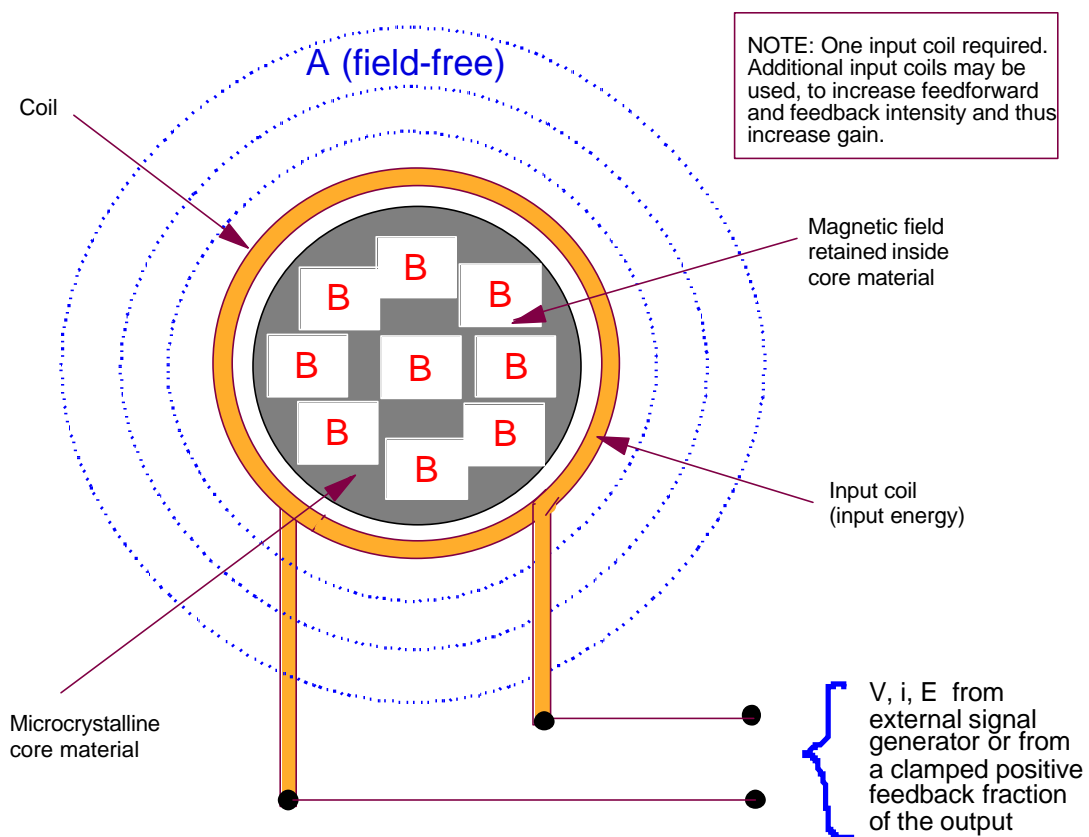 A (field-free)
NOTE: One input coil required.
Additional input coils may be
used, to increase feedforward
and feedback intensity and thus
increase gain.
Coil
Magnetic field
retained inside
core material
B
B
B
B
B
B
B
B
B
Input coil
(input energy)
Microcrystalline
core material
V, i, E from
external signal
generator or from
a clamped positive
feedback fraction
of the output